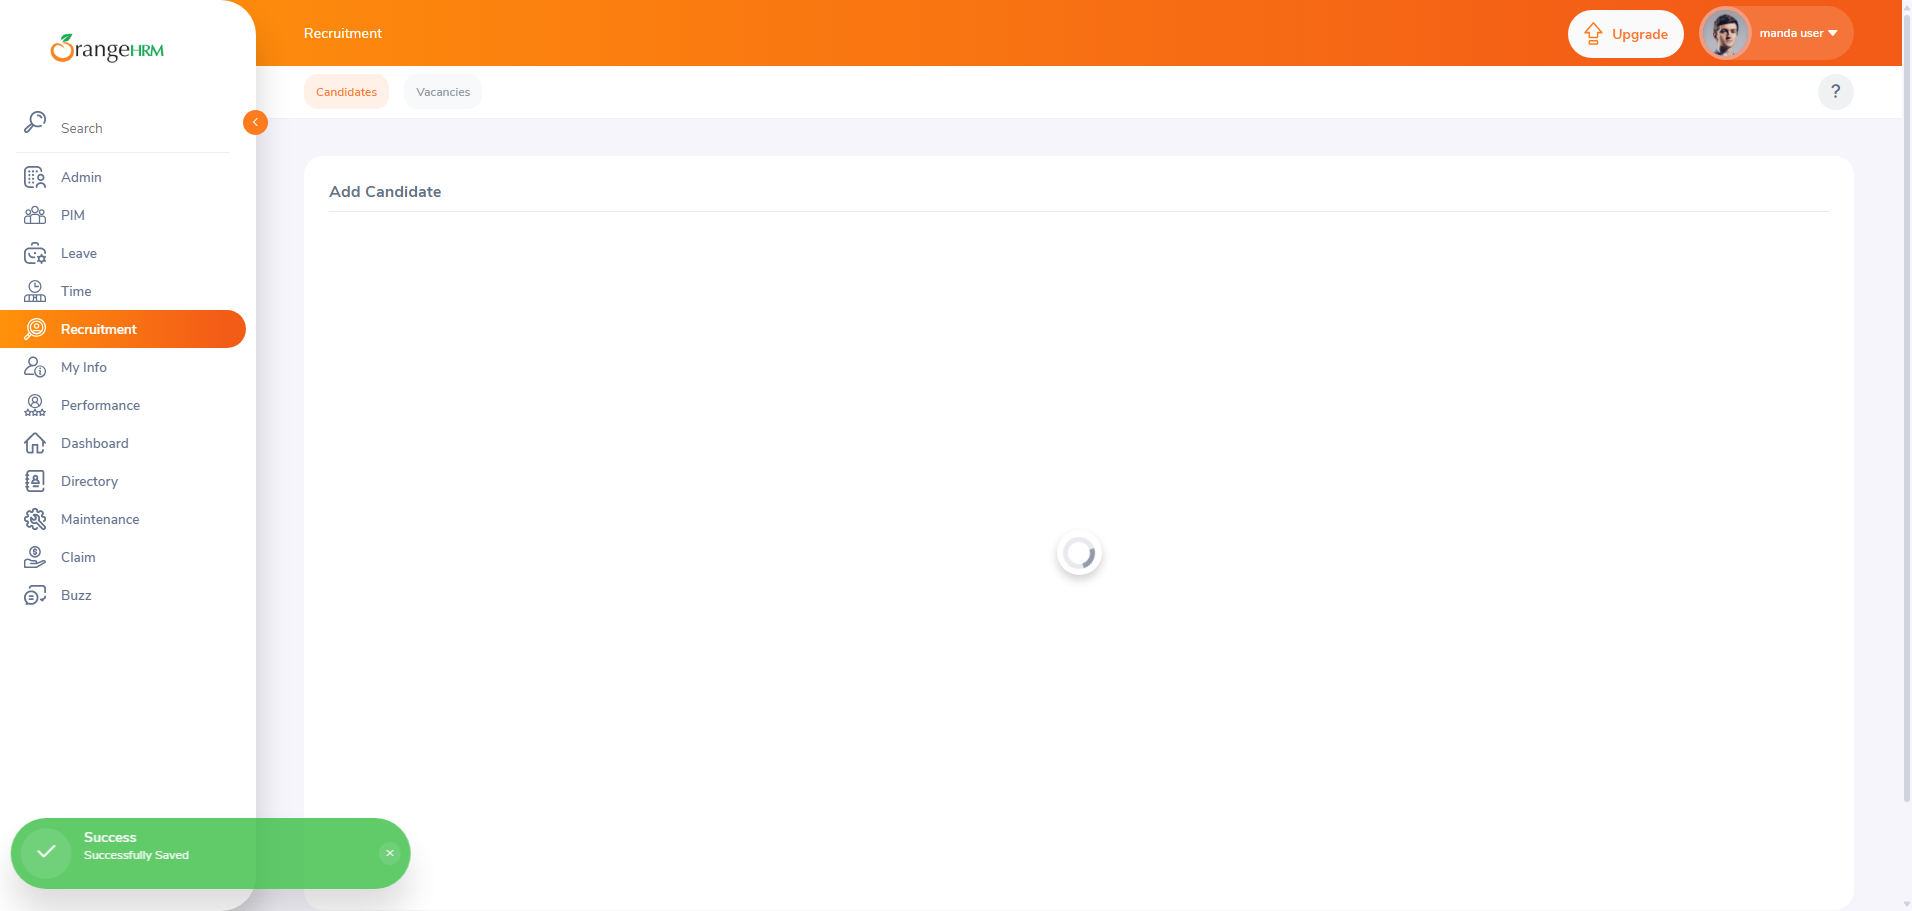 OrangeHRM
Recruitment
Upgrade
manda user
Candidates
Vacancies
?
Search
Admin
PIM
Leave
Time
Recruitment
My Info
Performance
Dashboard
Directory
Maintenance
Claim
Buzz
Add Candidate
Success
Successfully Saved